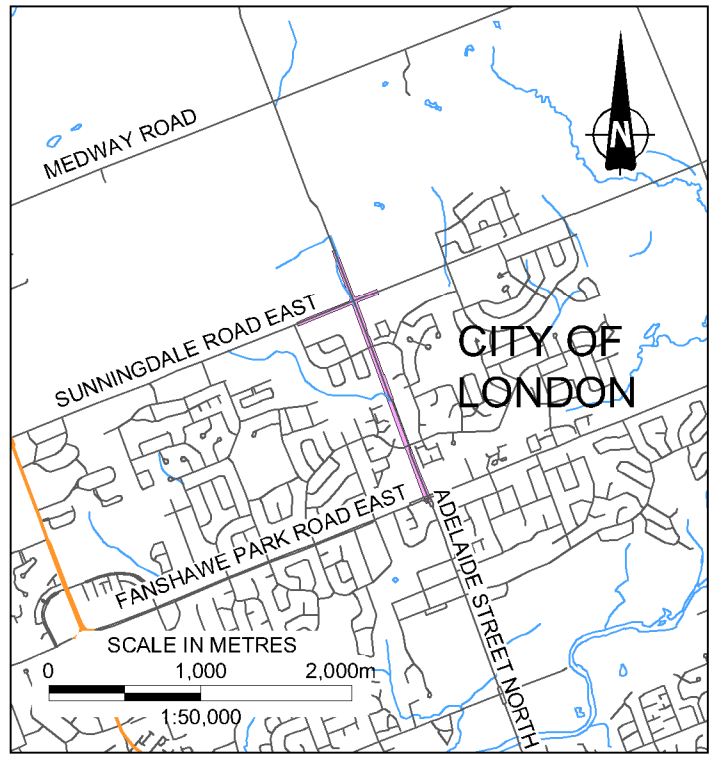 MEDWAY ROAD
N
SUNNINGDALE ROAD EAST
CITY OF
LONDON
FANSHAWE PARK ROAD EAST
ADELAIDE STREET NORTH
SCALE IN METRES
0 1,000 2,000m
1:50,000